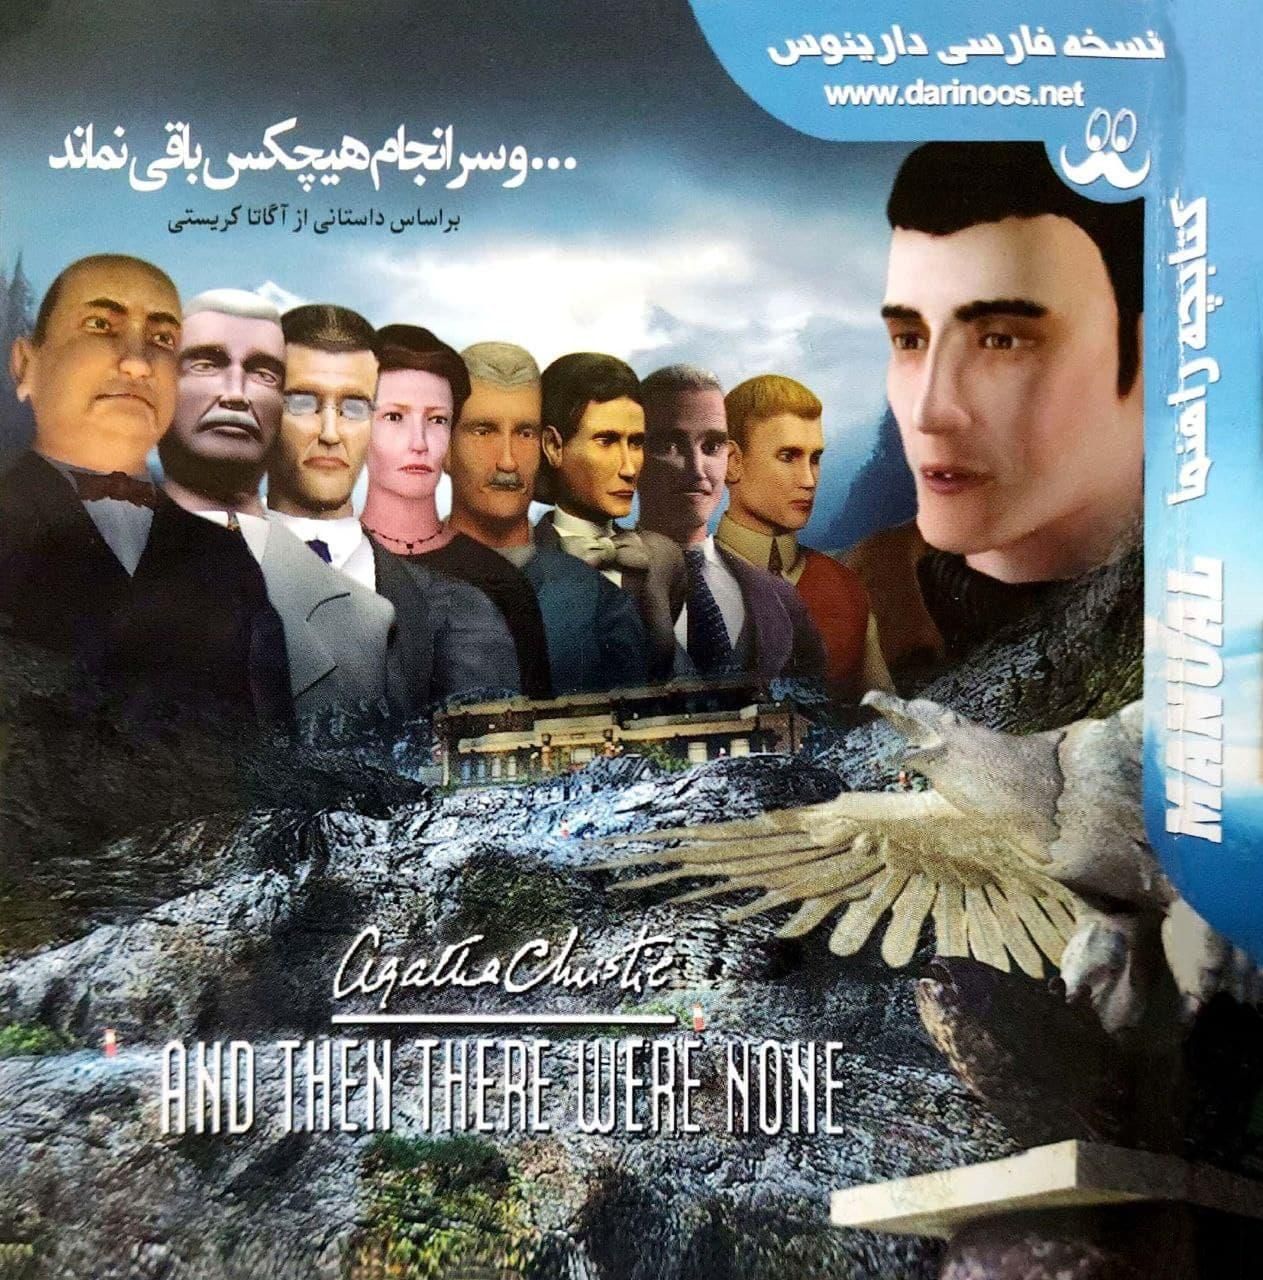 نسخه فارسی دارینوس
www.darinoos.net
...و سرانجام هیچکس باقی نماند
براساس داستانی از آگاتا کریستی
کتابچه راهنما
MANUAL
Agatha Christie
AND THEN THERE WERE NONE